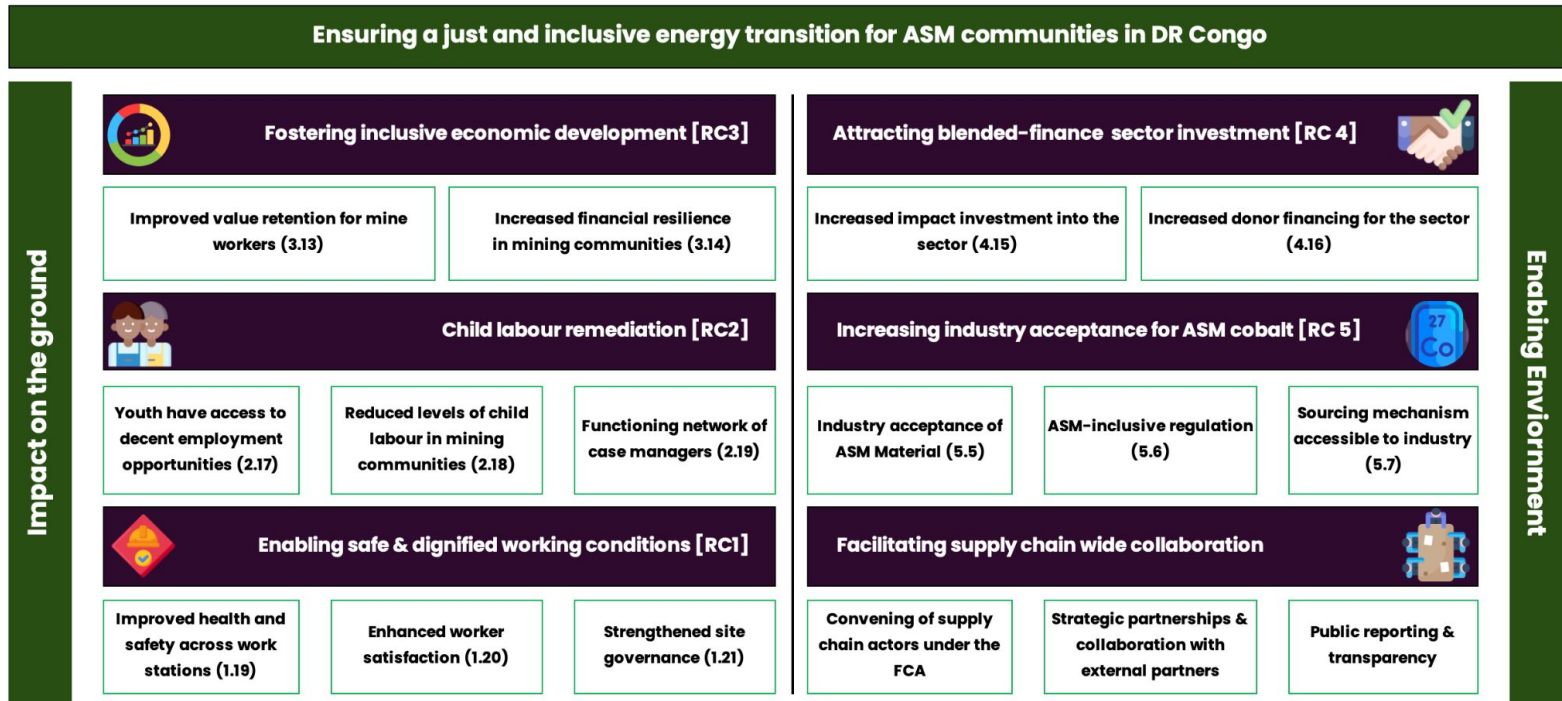 Ensuring a just and inclusive energy transition for ASM communities in DR Congo
Impact on the ground
Fostering inclusive economic development [RC3]
Improved value retention for mine
workers (3.13)
Increased financial resilience
in mining communities (3.14)
Child labour remediation [RC2]
Youth have access to
decent employment
opportunities (2.17)
Reduced levels of child
labour in mining
communities (2.18)
Functioning network of
case managers (2.19)
Enabling safe & dignified working conditions [RC1]
Improved health and
safety across work
stations (1.19)
Enhanced worker
satisfaction (1.20)
Strengthened site
governance (1.21)
Attracting blended-finance sector investment [RC 4]
Increased impact investment into the
sector (4.15)
Increased donor financing for the sector
(4.16)
Increasing industry acceptance for ASM cobalt [RC 5]
27
Co
Industry acceptance of
ASM Material (5.5)
ASM-inclusive regulation
(5.6)
Sourcing mechanism
accessible to industry
(5.7)
Facilitating supply chain wide collaboration
Convening of supply
chain actors under the
FCA
Strategic partnerships &
collaboration with
external partners
Public reporting &
transparency
Enabling Enviornment